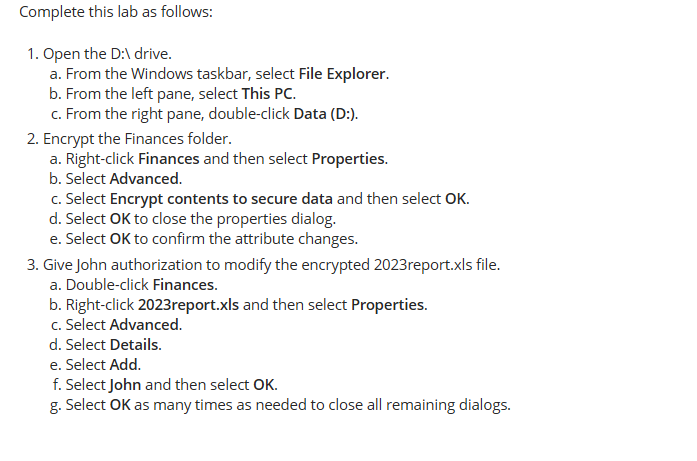 Complete this lab as follows:
1. Open the D:\ drive.
a. From the Windows taskbar, select File Explorer.
b. From the left pane, select This PC.
c. From the right pane, double-click Data (D:).
2. Encrypt the Finances folder.
a. Right-click Finances and then select Properties.
b. Select Advanced.
c. Select Encrypt contents to secure data and then select OK.
d. Select OK to close the properties dialog.
e. Select OK to confirm the attribute changes.
3. Give John authorization to modify the encrypted 2023report.xls file.
a. Double-click Finances.
b. Right-click 2023report.xls and then select Properties.
c. Select Advanced.
d. Select Details.
e. Select Add.
f. Select John and then select OK.
g. Select OK as many times as needed to close all remaining dialogs.